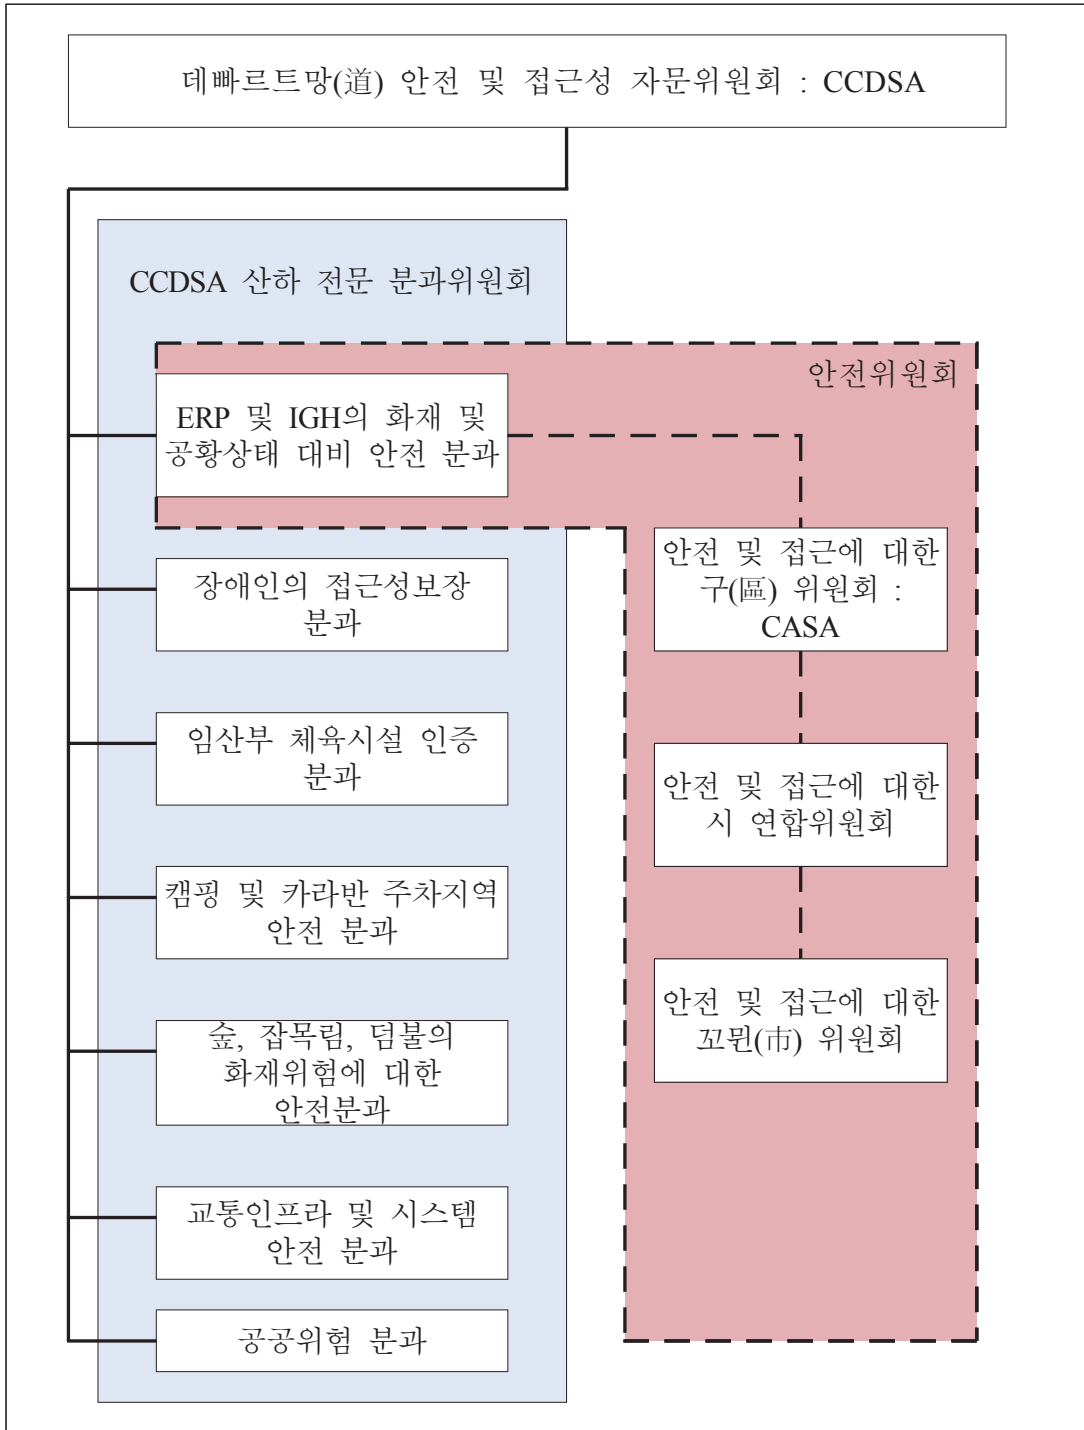 데빠르트망(道) 안전 및 접근성 자문위원회 : CCDSA
CCDSA 산하 전문 분과위원회
안전위원회
ERP 및 IGH의 화재 및
공황상태 대비 안전 분과
장애인의 접근성보장
분과
임산부 체육시설 인증
분과
캠핑 및 카라반 주차지역
안전 분과
숲, 잡목림, 덤불의
화재위험에 대한
안전분과
교통인프라 및 시스템
안전 분과
공공위험 분과
안전 및 접근에 대한
구(區) 위원회 :
CASA
안전 및 접근에 대한
시 연합위원회
안전 및 접근에 대한
꼬뮌(市) 위원회